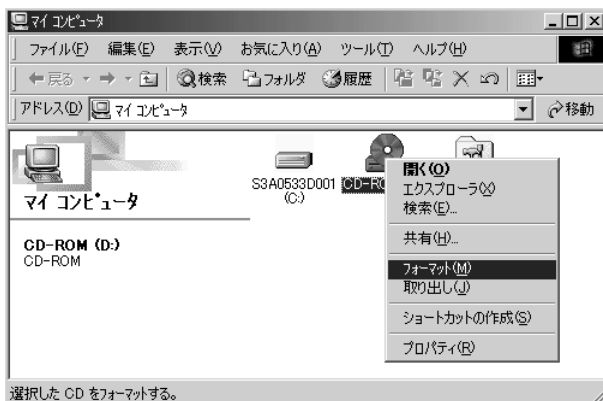 マイ コンピュータ
ファイル(F) 編集(E) 表示(V) お気に入り(A) ツール(T) ヘルプ(H)
戻る 検索 フォルダ 履歴
アドレス(D) マイ コンピュータ 移動
マイ コンピュータ
CD-ROM (D:)
CD-ROM
S3A0533D001
(C:)
開く(O)
エクスプローラ(X)
検索(E)...
共有(H)...
フォーマット(M)
取り出し(J)
ショートカットの作成(S)
プロパティ(R)
選択した CD をフォーマットする。